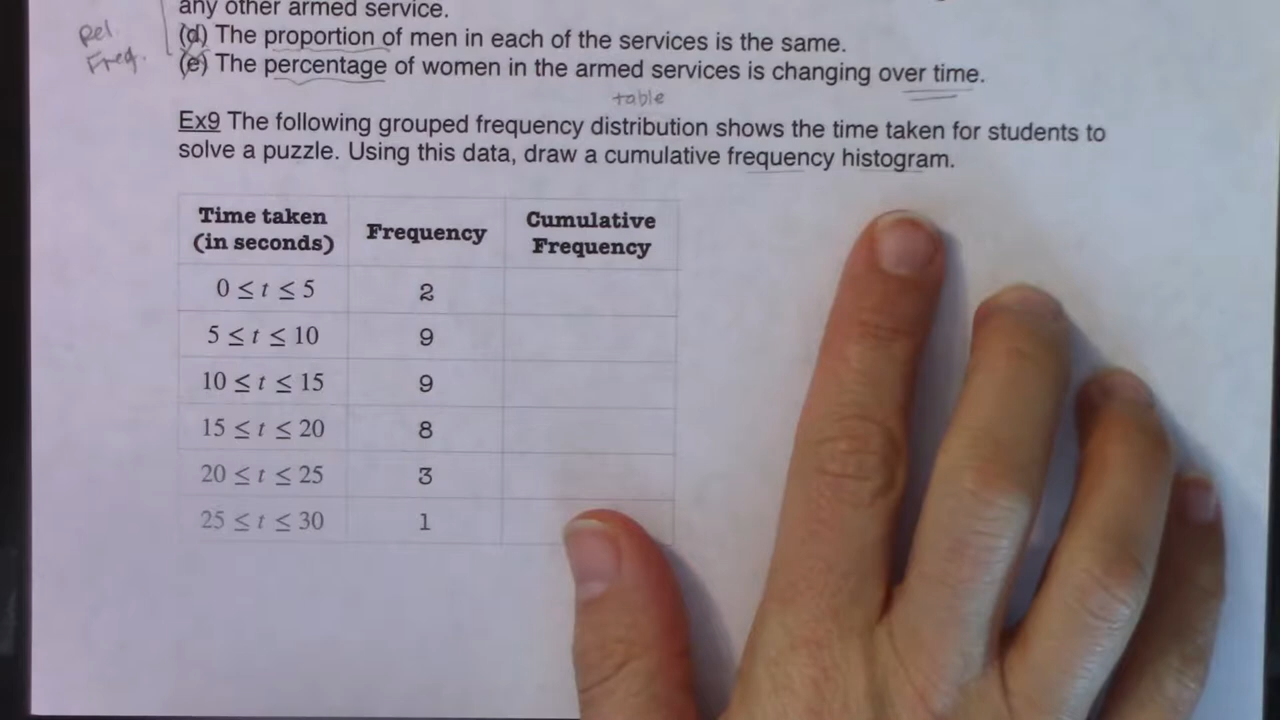 any other armed service.
Rel. Freq.
(d) The proportion of men in each of the services is the same.
(e) The percentage of women in the armed services is changing over time.
table
Ex9 The following grouped frequency distribution shows the time taken for students to
solve a puzzle. Using this data, draw a cumulative frequency histogram.
Time taken (in seconds) Frequency Cumulative Frequency
0 ≤ t ≤ 5 2
5 ≤ t ≤ 10 9
10 ≤ t ≤ 15 9
15 ≤ t ≤ 20 8
20 ≤ t ≤ 25 3
25 ≤ t ≤ 30 1